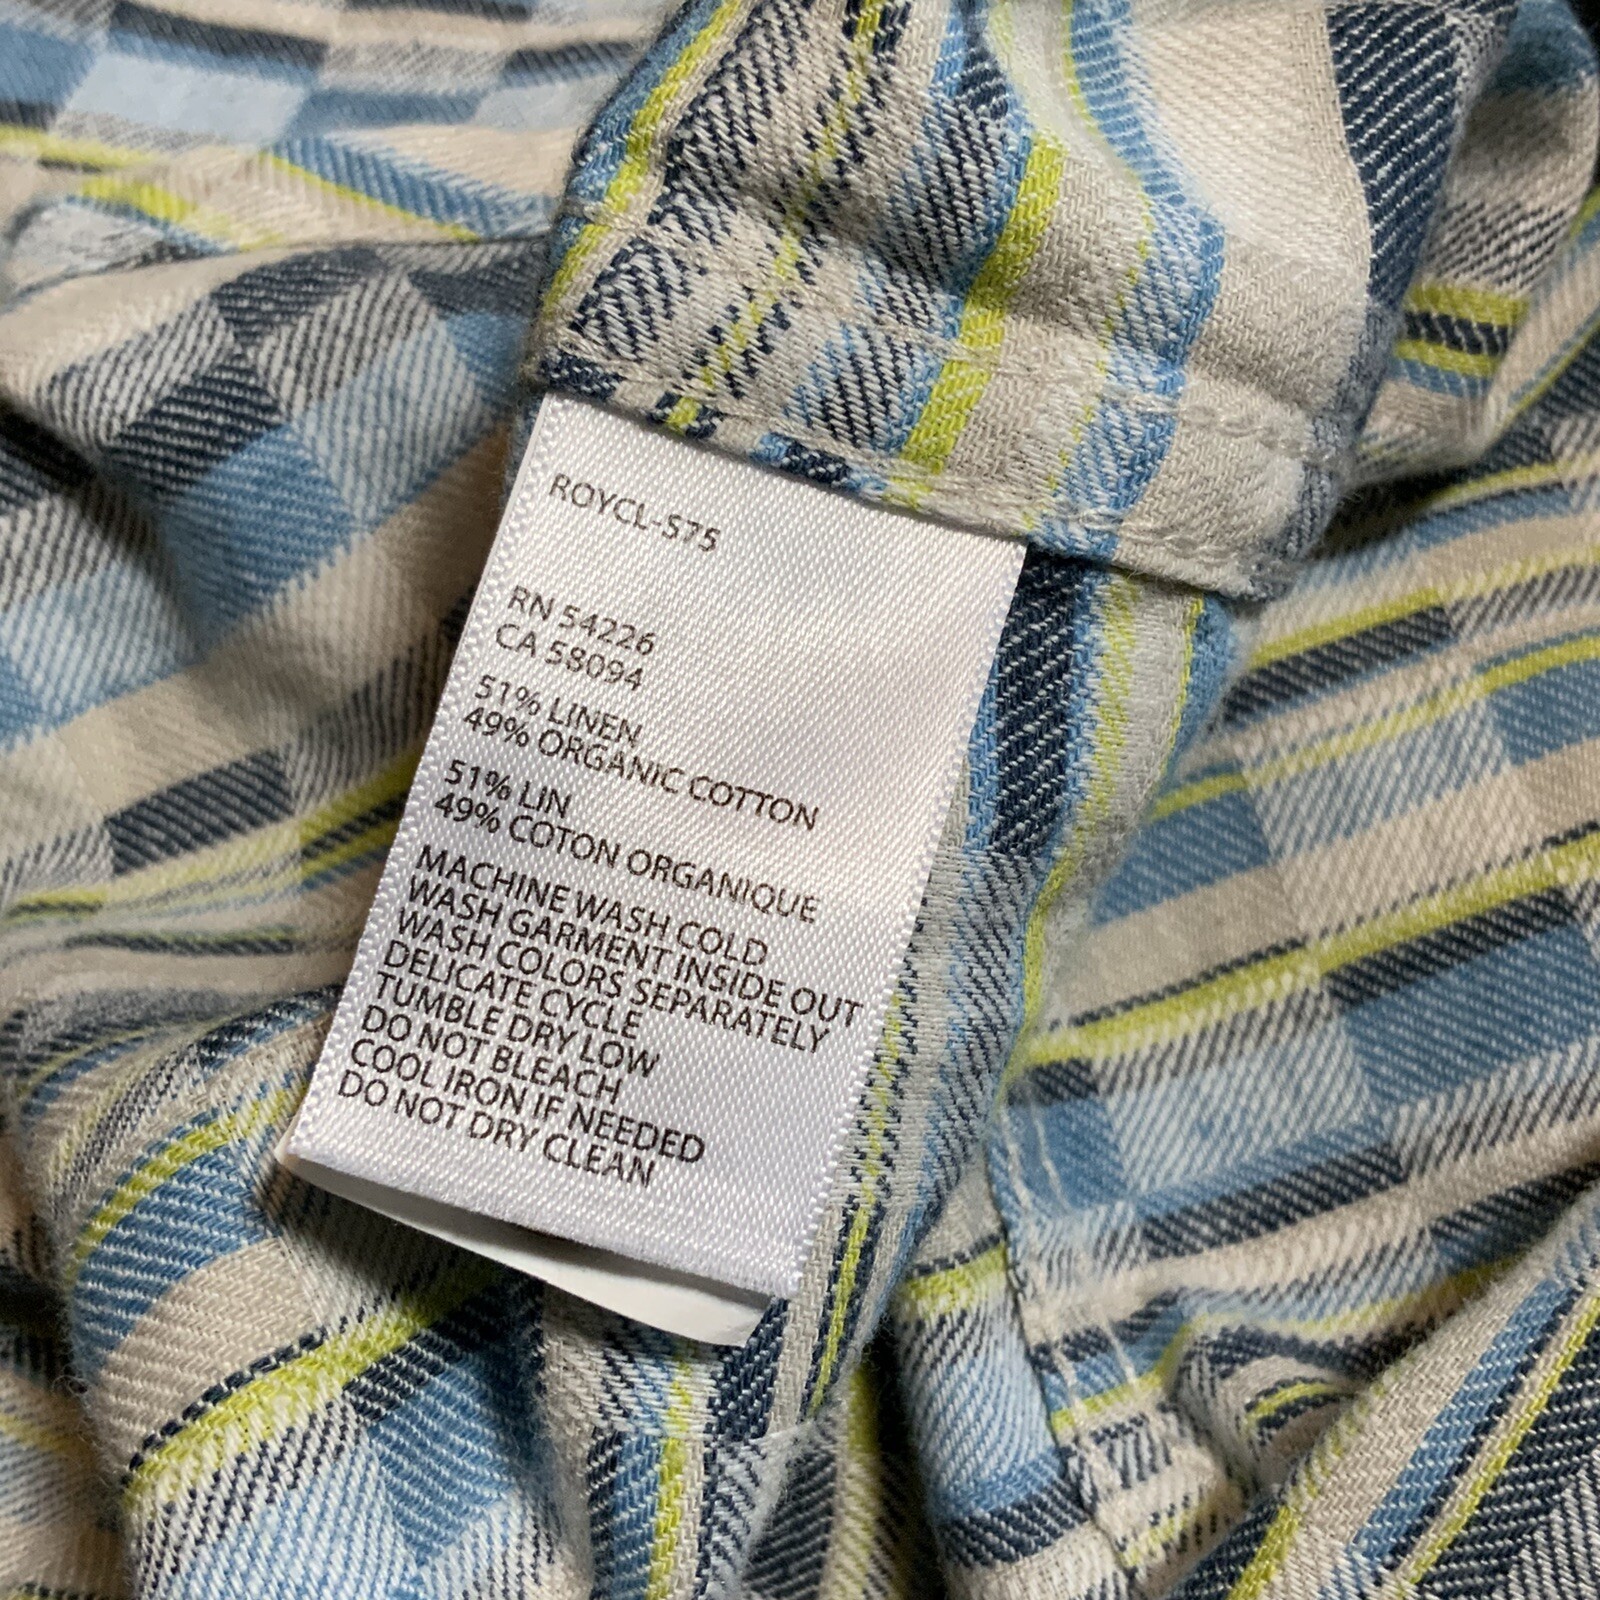 ROYCL-S75
RN 54226
CA 58094
51% LINEN
49% ORGANIC COTTON
51% LIN
49% COTON ORGANIQUE
MACHINE WASH COLD
WASH GARMENT INSIDE OUT
WASH COLORS SEPARATELY
DELICATE CYCLE
TUMBLE DRY LOW
DO NOT BLEACH
COOL IRON IF NEEDED
DO NOT DRY CLEAN